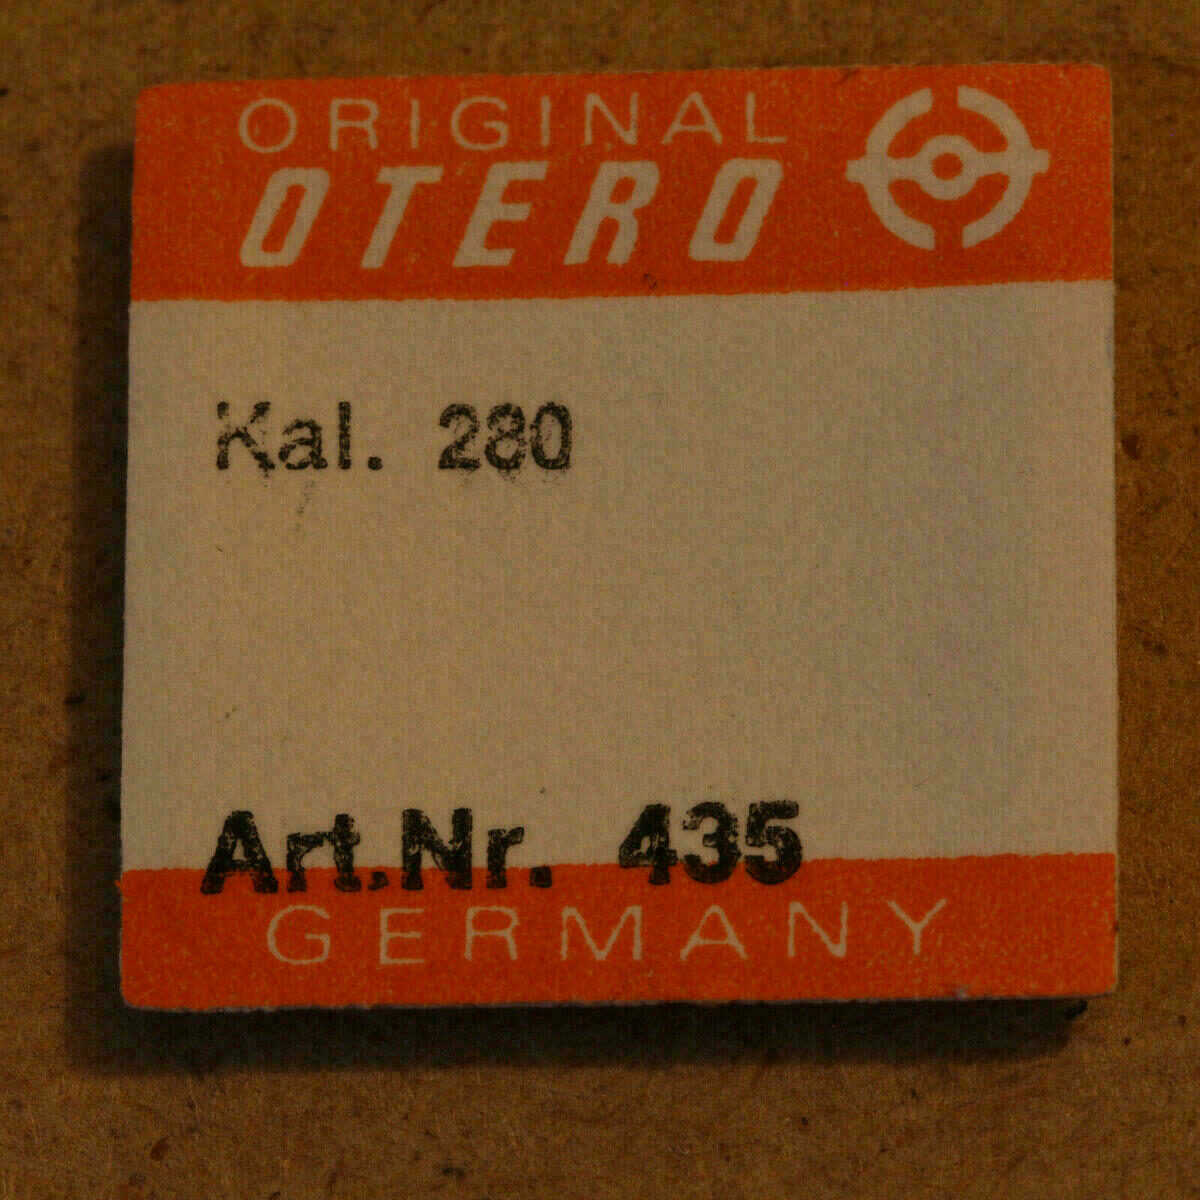 ORIGINAL
OTERO
Kal. 280
Art.Nr. 435
GERMANY